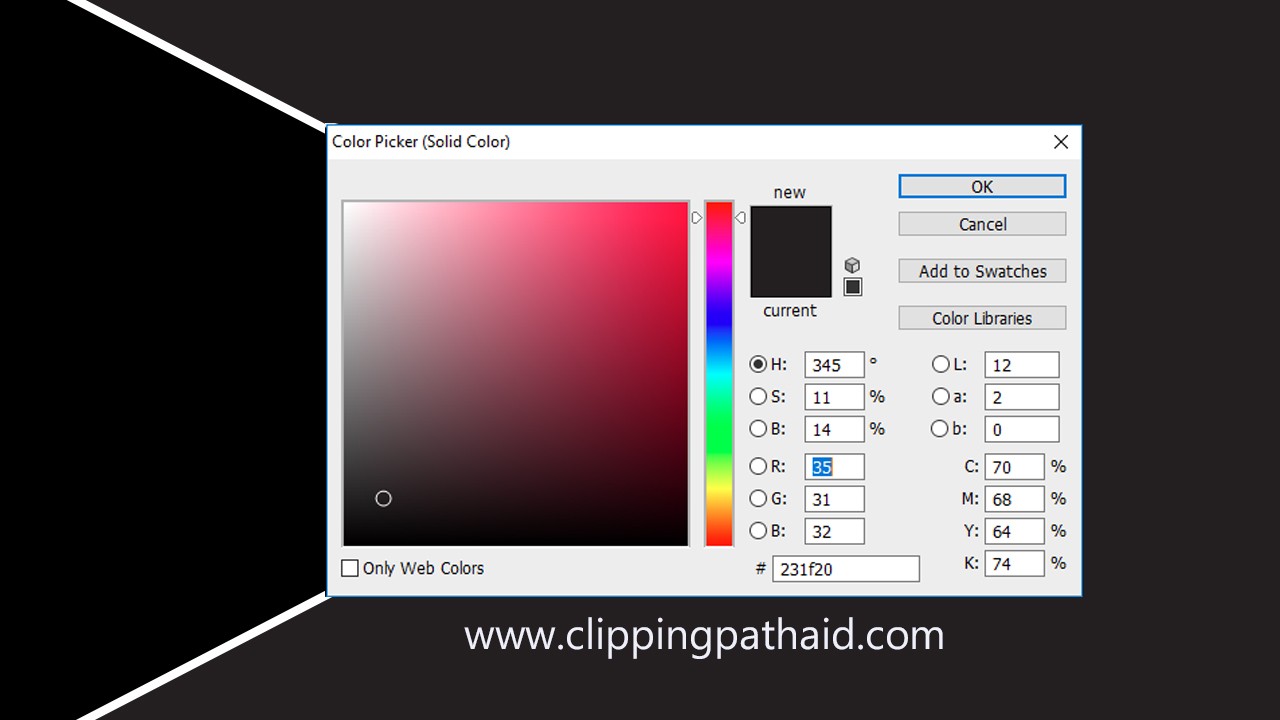 Color Picker (Solid Color)
new
current
OK
Cancel
Add to Swatches
Color Libraries
H: 345 °
S: 11 %
B: 14 %
R: 35
G: 31
B: 32
# 231f20
L: 12
a: 2
b: 0
C: 70 %
M: 68 %
Y: 64 %
K: 74 %
Only Web Colors
www.clippingpathaid.com